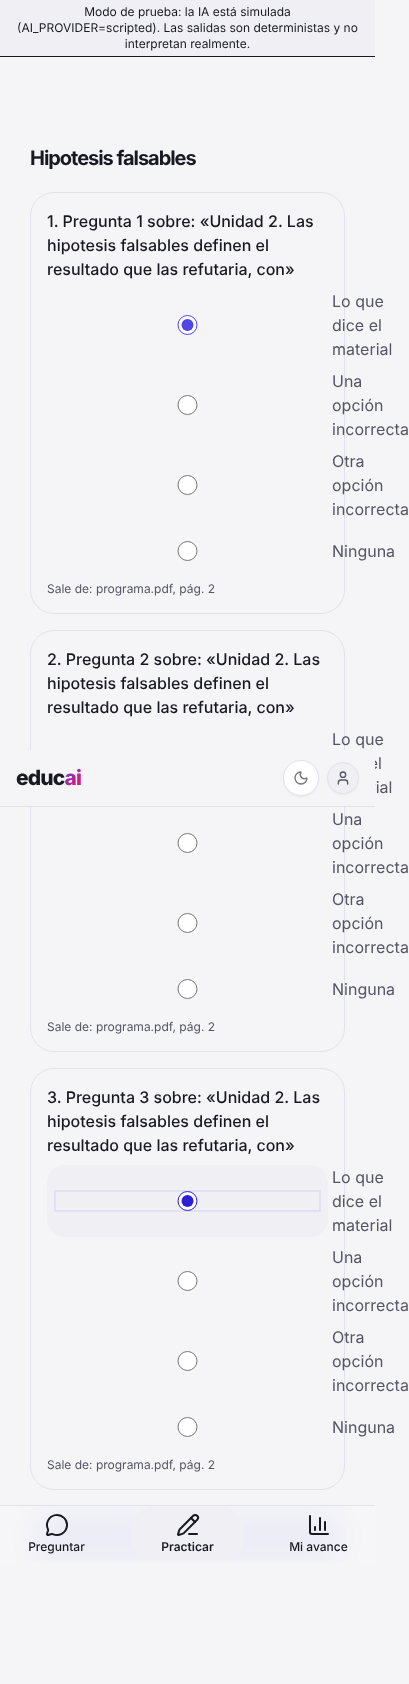 Modo de prueba: la IA está simulada
(AI_PROVIDER=scripted). Las salidas son deterministas y no
interpretan realmente.
Hipotesis falsables
1. Pregunta 1 sobre: «Unidad 2. Las
hipotesis falsables definen el
resultado que las refutaria, con»
Lo que
dice el
material
Una
opción
incorrecta
Otra
opción
incorrecta
Ninguna
Sale de: programa.pdf, pág. 2
2. Pregunta 2 sobre: «Unidad 2. Las
hipotesis falsables definen el
resultado que las refutaria, con»
Lo que
educai
Una
opción
incorrecta
Otra
opción
incorrecta
Ninguna
Sale de: programa.pdf, pág. 2
3. Pregunta 3 sobre: «Unidad 2. Las
hipotesis falsables definen el
resultado que las refutaria, con»
Lo que
dice el
material
Una
opción
incorrecta
Otra
opción
incorrecta
Ninguna
Sale de: programa.pdf, pág. 2
Preguntar
Practicar
Mi avance